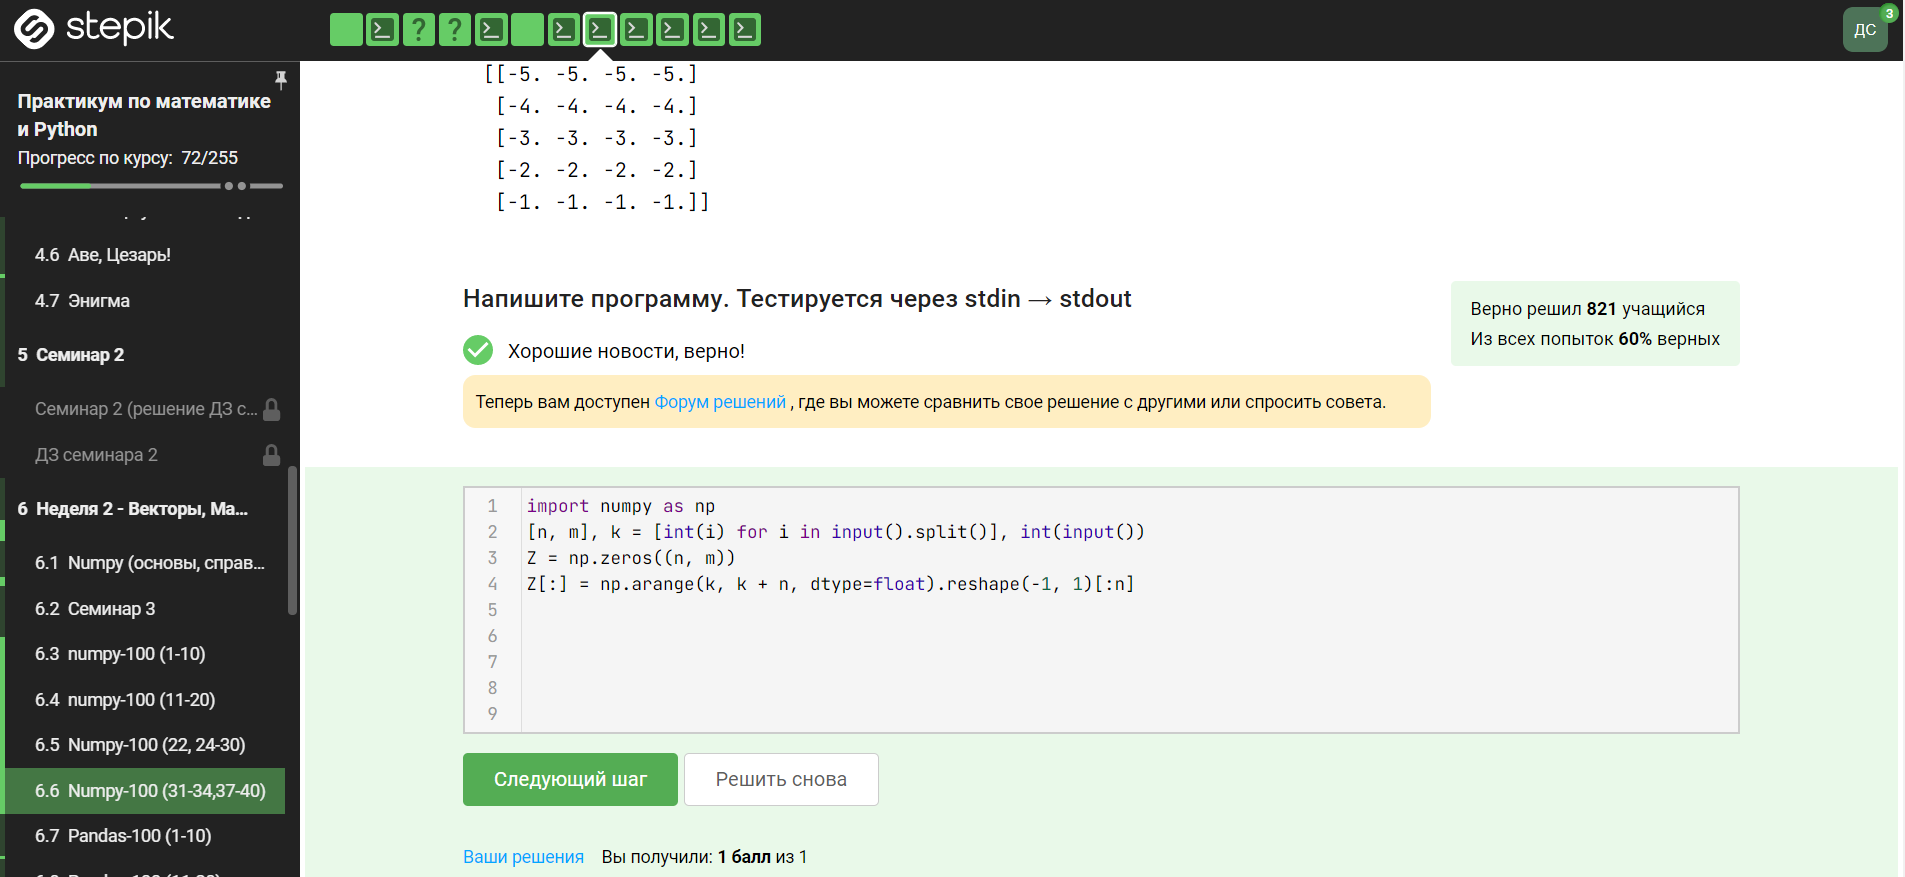 stepik
?
?
ДС
3
Практикум по математике
и Python
Прогресс по курсу: 72/255
4.6 Аве, Цезарь!
4.7 Энигма
5 Семинар 2
Семинар 2 (решение ДЗ с...
ДЗ семинара 2
6 Неделя 2 - Векторы, Ма...
6.1 Numpy (основы, справ...
6.2 Семинар 3
6.3 numpy-100 (1-10)
6.4 numpy-100 (11-20)
6.5 Numpy-100 (22, 24-30)
6.6 Numpy-100 (31-34,37-40)
6.7 Pandas-100 (1-10)
[[-5. -5. -5. -5.]
[-4. -4. -4. -4.]
[-3. -3. -3. -3.]
[-2. -2. -2. -2.]
[-1. -1. -1. -1.]]
Напишите программу. Тестируется через stdin → stdout
Хорошие новости, верно!
Теперь вам доступен Форум решений , где вы можете сравнить свое решение с другими или спросить совета.
Верно решил 821 учащийся
Из всех попыток 60% верных
1 import numpy as np
2 [n, m], k = [int(i) for i in input().split()], int(input())
3 Z = np.zeros((n, m))
4 Z[:] = np.arange(k, k + n, dtype=float).reshape(-1, 1)[:n]
5
6
7
8
9
Следующий шаг
Решить снова
Ваши решения Вы получили: 1 балл из 1